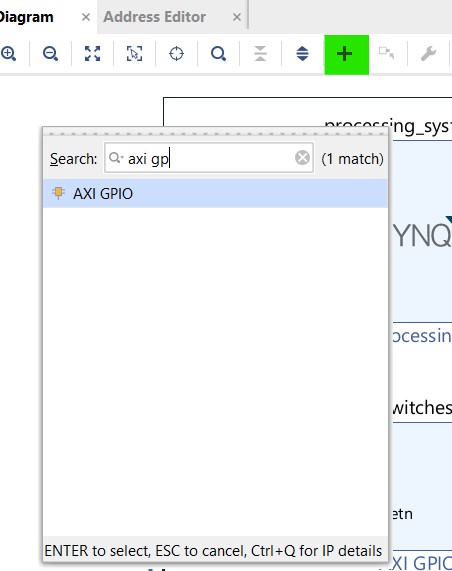 Diagram × Address Editor ×
processing_syst
Search: axi gp (1 match)
AXI GPIO
YNQ
ocessin
witches
etn
ENTER to select, ESC to cancel, Ctrl+Q for IP details
XI GPIO